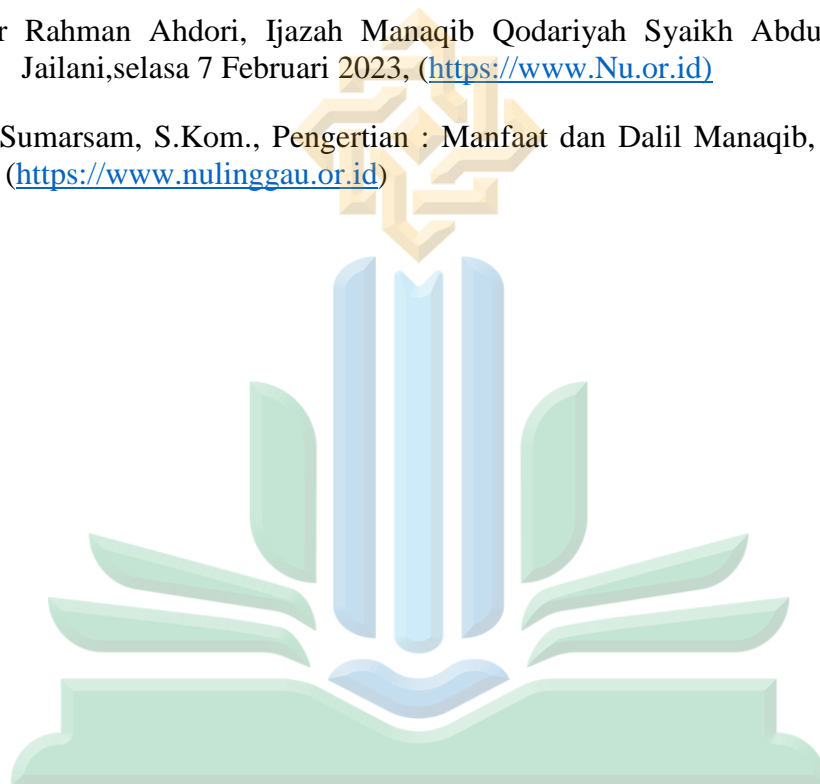 r Rahman Ahdori, Ijazah Manaqib Qodariyah Syaikh Abdu
Jailani,selasa 7 Februari 2023, (https://www.Nu.or.id)
Sumarsam, S.Kom., Pengertian : Manfaat dan Dalil Manaqib,
(https://www.nulinggau.or.id)